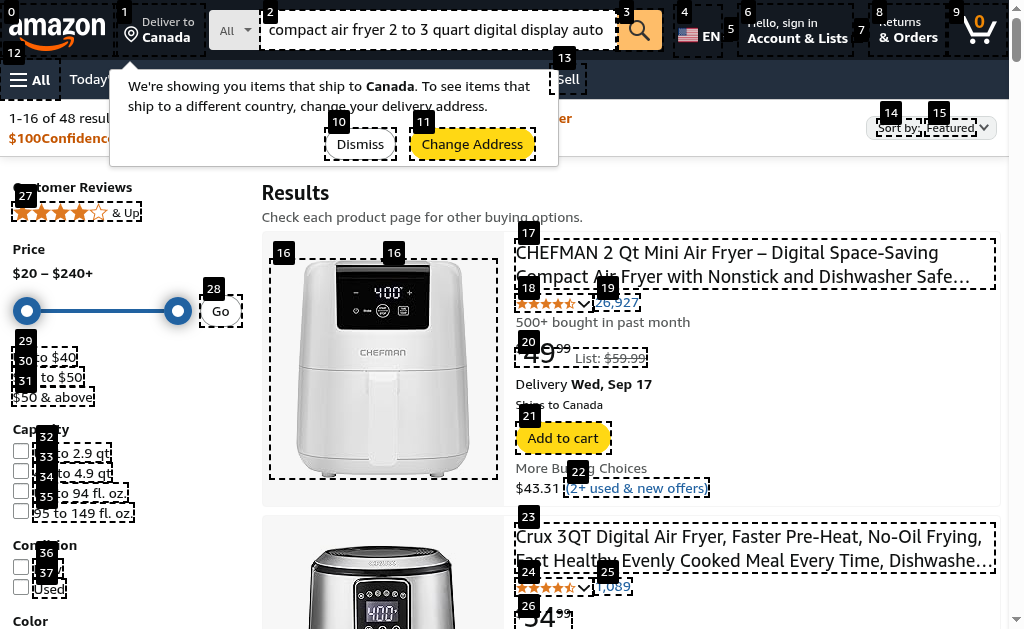 amazon
Deliver to
Canada
All
compact air fryer 2 to 3 quart digital display auto
EN
Hello, sign in
Account & Lists
Returns
& Orders
0
All
Today'
Sell
We're showing you items that ship to Canada. To see items that
ship to a different country, change your delivery address.
Dismiss
Change Address
1-16 of 48
$100
Sort by: Featured
Customer Reviews
& Up
Price
$20 – $240+
Go
to $40
to $50
$50 & above
Capacity
to 2.9 qt
to 4.9 qt
to 94 fl. oz.
95 to 149 fl. oz.
Condition
Used
Color
Results
Check each product page for other buying options.
400°
CHEFMAN
CHEFMAN 2 Qt Mini Air Fryer – Digital Space-Saving
Compact Air Fryer with Nonstick and Dishwasher Safe...
26,927
500+ bought in past month
49 99
List: $59.99
Delivery Wed, Sep 17
Ships to Canada
Add to cart
More Buying Choices
$43.31 (2+ used & new offers)
400°
Crux 3QT Digital Air Fryer, Faster Pre-Heat, No-Oil Frying,
Fast Healthy Evenly Cooked Meal Every Time, Dishwashe...
1,089
54 99
0
1
2
3
4
5
6
7
8
9
10
11
12
13
14
15
16
16
17
18
19
20
21
22
23
24
25
26
27
28
29
30
31
32
33
34
35
36
37